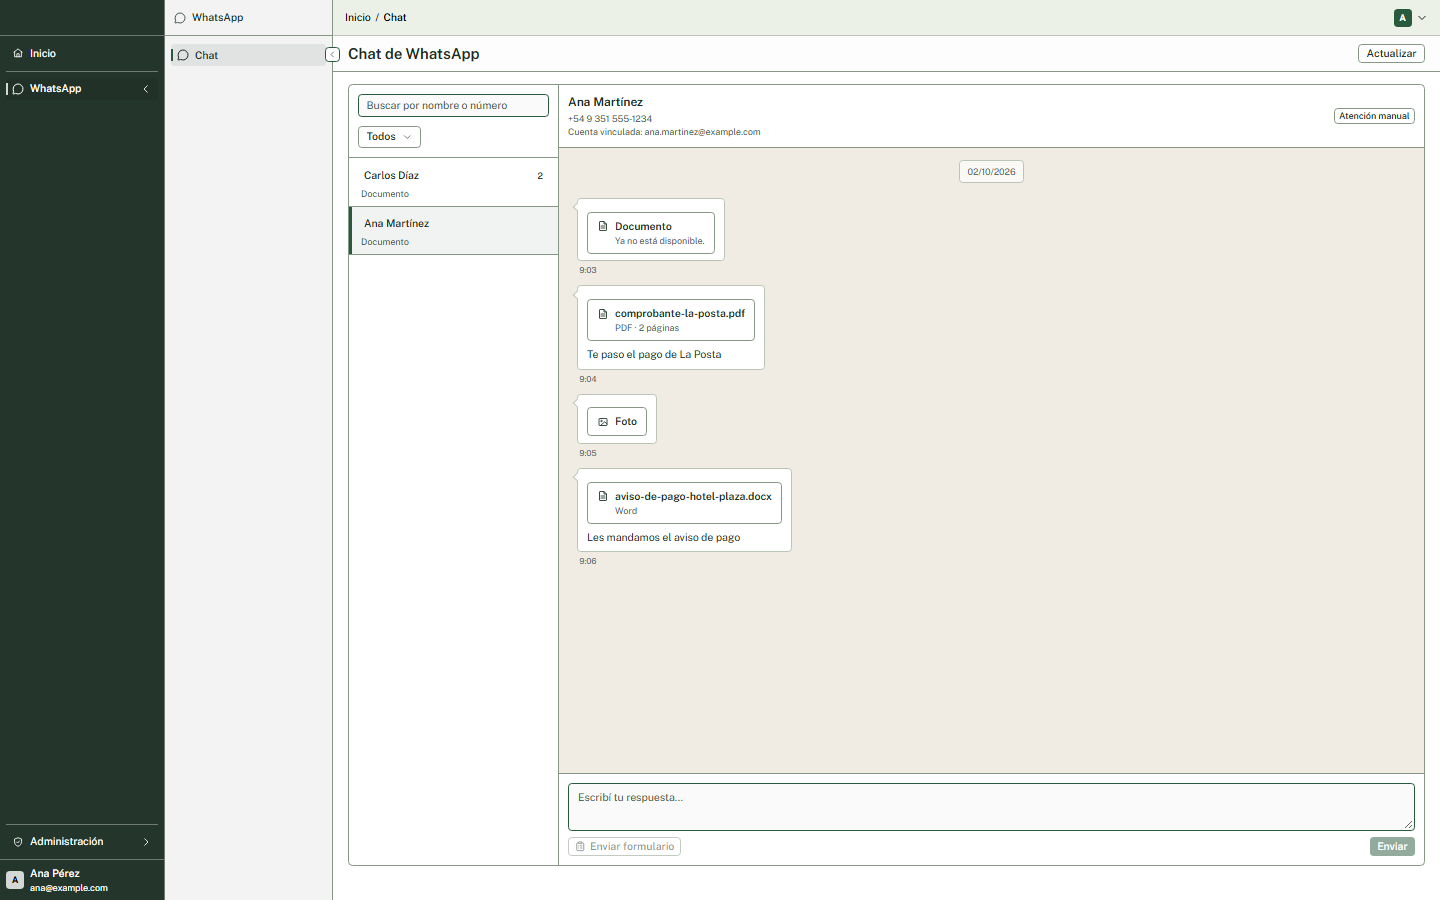 WhatsApp
Inicio / Chat
A
Inicio
WhatsApp
Chat
Chat de WhatsApp
Actualizar
Buscar por nombre o número
Todos
Carlos Díaz 2
Documento
Ana Martínez
Documento
Ana Martínez
+54 9 351 555-1234
Cuenta vinculada: ana.martinez@example.com
Atención manual
02/10/2026
Documento
Ya no está disponible.
9:03
comprobante-la-posta.pdf
PDF · 2 páginas
Te paso el pago de La Posta
9:04
Foto
9:05
aviso-de-pago-hotel-plaza.docx
Word
Les mandamos el aviso de pago
9:06
Escribí tu respuesta...
Enviar formulario
Enviar
Administración
A
Ana Pérez
ana@example.com